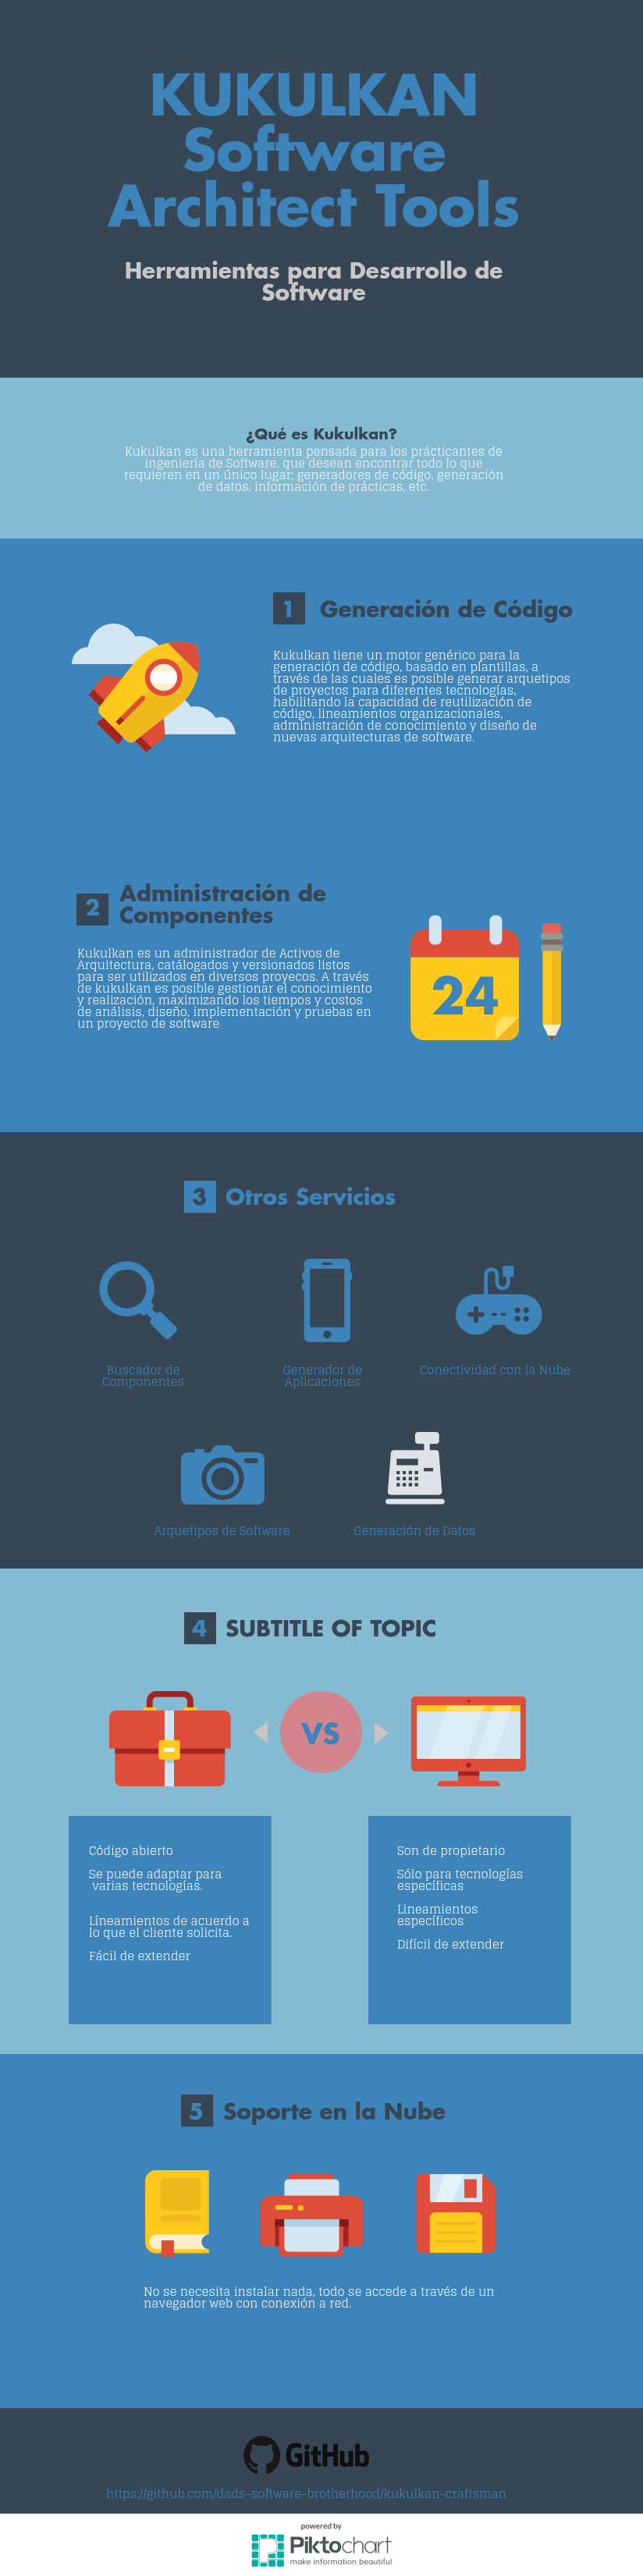 KUKULKAN
Software
Architect Tools
Herramientas para Desarrollo de
Software
¿Qué es Kukulkan?
Kukulkan es una herramienta pensada para los prácticantes de
ingeniería de Software, que desean encontrar todo lo que
requieren en un único lugar; generadores de código, generación
de datos, información de prácticas, etc.
1 Generación de Código
Kukulkan tiene un motor genérico para la
generación de código, basado en plantillas, a
través de las cuales es posible generar arquetipos
de proyectos para diferentes tecnologías,
habilitando la capacidad de reutilización de
código, lineamientos organizacionales,
administración de conocimiento y diseño de
nuevas arquitecturas de software.
2 Administración de
Componentes
Kukulkan es un administrador de Activos de
Arquitectura, catálogados y versionados listos
para ser utilizados en diversos proyecos. A través
de kukulkan es posible gestionar el conocimiento
y realización, maximizando los tiempos y costos
de análisis, diseño, implementación y pruebas en
un proyecto de software
24
3 Otros Servicios
Buscador de
Componentes
Generador de
Aplicaciones
Conectividad con la Nube
Arquetipos de Software
Generación de Datos
4 SUBTITLE OF TOPIC
VS
Código abierto
Se puede adaptar para
varias tecnologías.
Líneamientos de acuerdo a
lo que el cliente solicita.
Fácil de extender
Son de propietario
Sólo para tecnologías
específicas
Lineamientos
específicos
Difícil de extender
5 Soporte en la Nube
No se necesita instalar nada, todo se accede a través de un
navegador web con conexión a red.
GitHub
https://github.com/dads-software-brotherhood/kukulkan-craftsman
powered by
Piktochart
make information beautiful